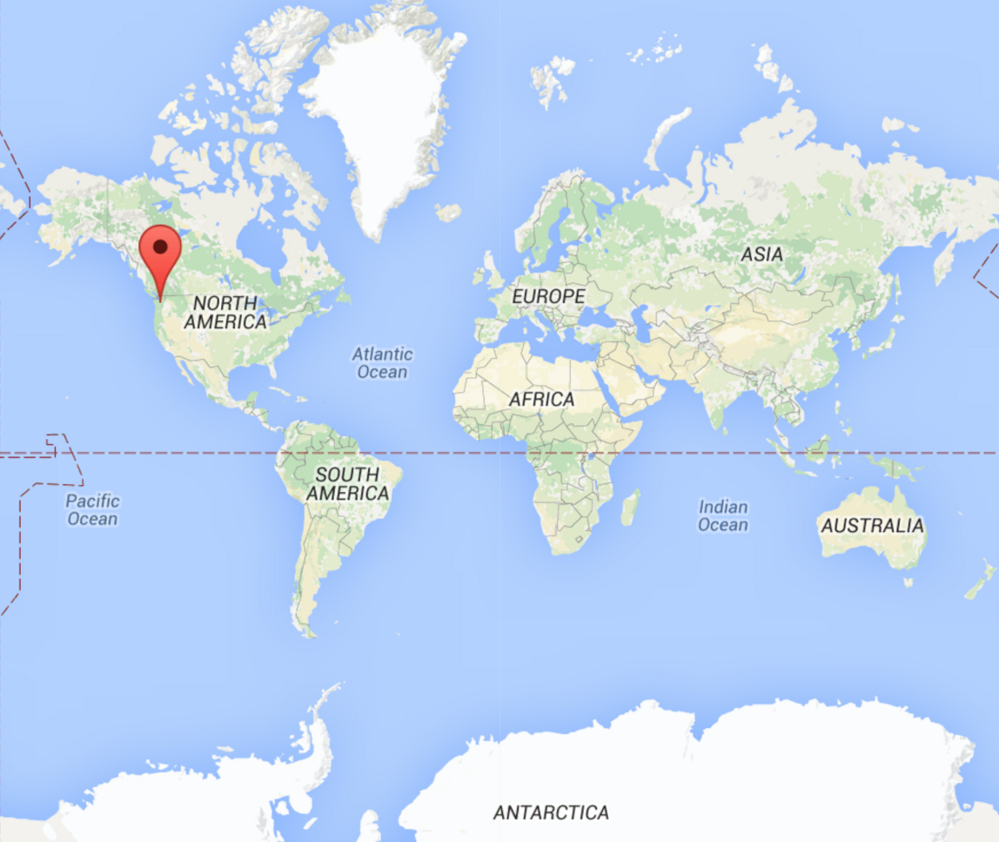 ASIA
EUROPE
NORTH
AMERICA
Atlantic
Ocean
AFRICA
SOUTH
AMERICA
Pacific
Ocean
Indian
Ocean
AUSTRALIA
ANTARCTICA